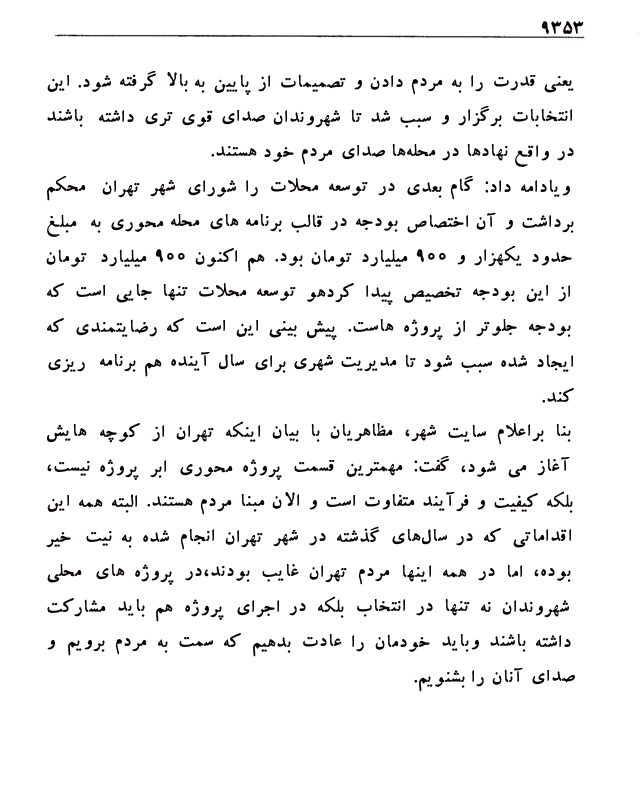 ۹۳۵۳
یعنی قدرت را به مردم دادن و تصمیمات از پایین به بالا گرفته شود. این
انتخابات برگزار و سبب شد تا شهروندان صدای قوی تری داشته باشند
در واقع نهادها در محله‌ها صدای مردم خود هستند.
ویادامه داد: گام بعدی در توسعه محلات را شورای شهر تهران محکم
برداشت و آن اختصاص بودجه در قالب برنامه های محله محوری به مبلغ
حدود یکهزار و ۹۰۰ میلیارد تومان بود. هم اکنون ۹۰۰ میلیارد تومان
از این بودجه تخصیص پیدا کردهو توسعه محلات تنها جایی است که
بودجه جلوتر از پروژه هاست. پیش بینی این است که رضایتمندی که
ایجاد شده سبب شود تا مدیریت شهری برای سال آینده هم برنامه ریزی
کند.
بنا براعلام سایت شهر، مظاهریان با بیان اینکه تهران از کوچه هایش
آغاز می شود، گفت: مهمترین قسمت پروژه محوری ابر پروژه نیست،
بلکه کیفیت و فرآیند متفاوت است و الان مبنا مردم هستند. البته همه این
اقداماتی که در سال‌های گذشته در شهر تهران انجام شده به نیت خیر
بوده، اما در همه اینها مردم تهران غایب بودند،در پروژه های محلی
شهروندان نه تنها در انتخاب بلکه در اجرای پروژه هم باید مشارکت
داشته باشند وباید خودمان را عادت بدهیم که سمت به مردم برویم و
صدای آنان را بشنویم.